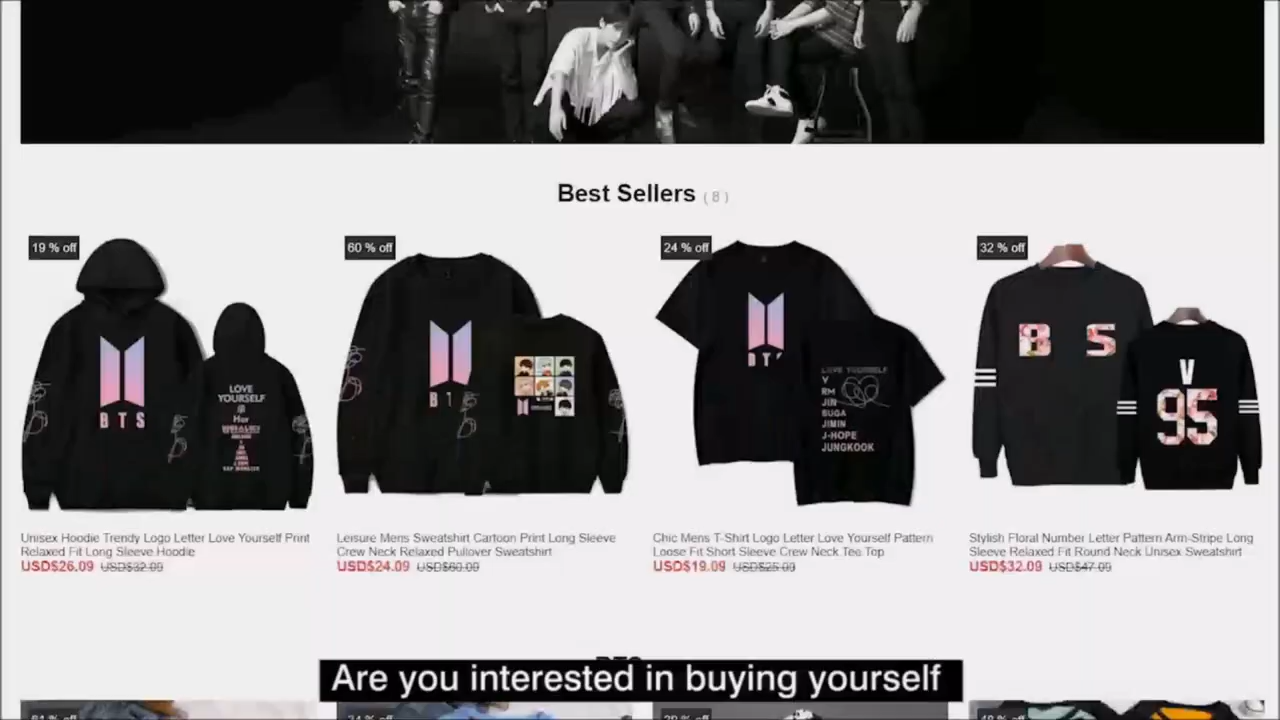 Best Sellers ( 8 )
19 % off
60 % off
24 % off
32 % off
BTS
LOVE
YOURSELF
Her
B T
BT
LOVE YOURSELF
V
RM
JIN
SUGA
JIMIN
J-HOPE
JUNGKOOK
B S
V
95
Unisex Hoodie Trendy Logo Letter Love Yourself Print
Relaxed Fit Long Sleeve Hoodie
USD$26.09 USD$32.09
Leisure Mens Sweatshirt Cartoon Print Long Sleeve
Crew Neck Relaxed Pullover Sweatshirt
USD$24.09 USD$60.09
Chic Mens T-Shirt Logo Letter Love Yourself Pattern
Loose Fit Short Sleeve Crew Neck Tee Top
USD$19.09 USD$25.09
Stylish Floral Number Letter Pattern Arm-Stripe Long
Sleeve Relaxed Fit Round Neck Unisex Sweatshirt
USD$32.09 USD$47.09
Are you interested in buying yourself